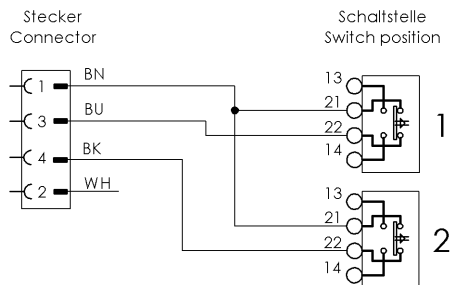 Stecker
Connector
Schaltstelle
Switch position
1 BN
3 BU
4 BK
2 WH
13
21
22
14
1
13
21
22
14
2